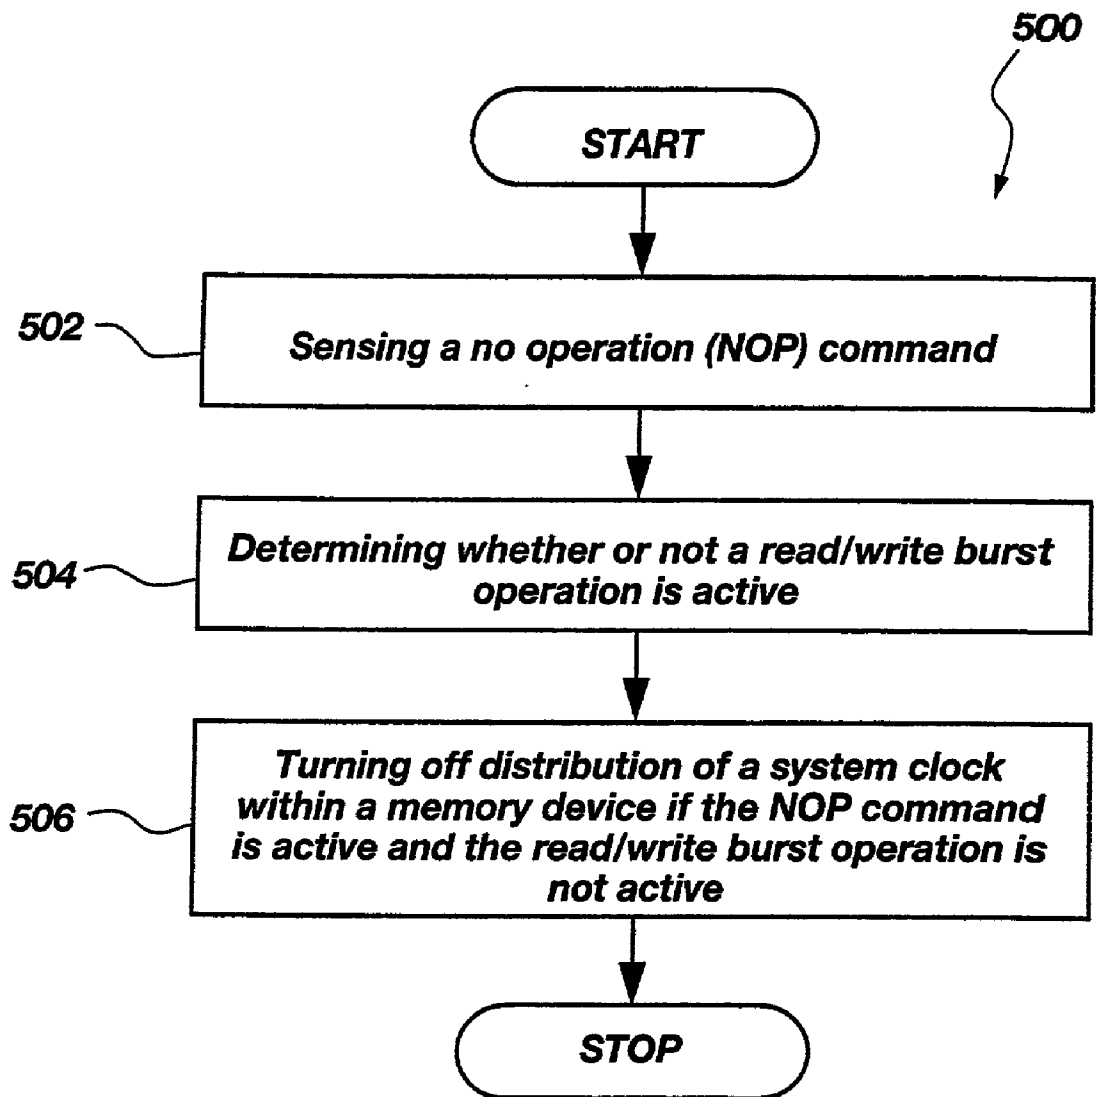 500
START
502
Sensing a no operation (NOP) command
504
Determining whether or not a read/write burst
operation is active
506
Turning off distribution of a system clock
within a memory device if the NOP command
is active and the read/write burst operation is
not active
STOP